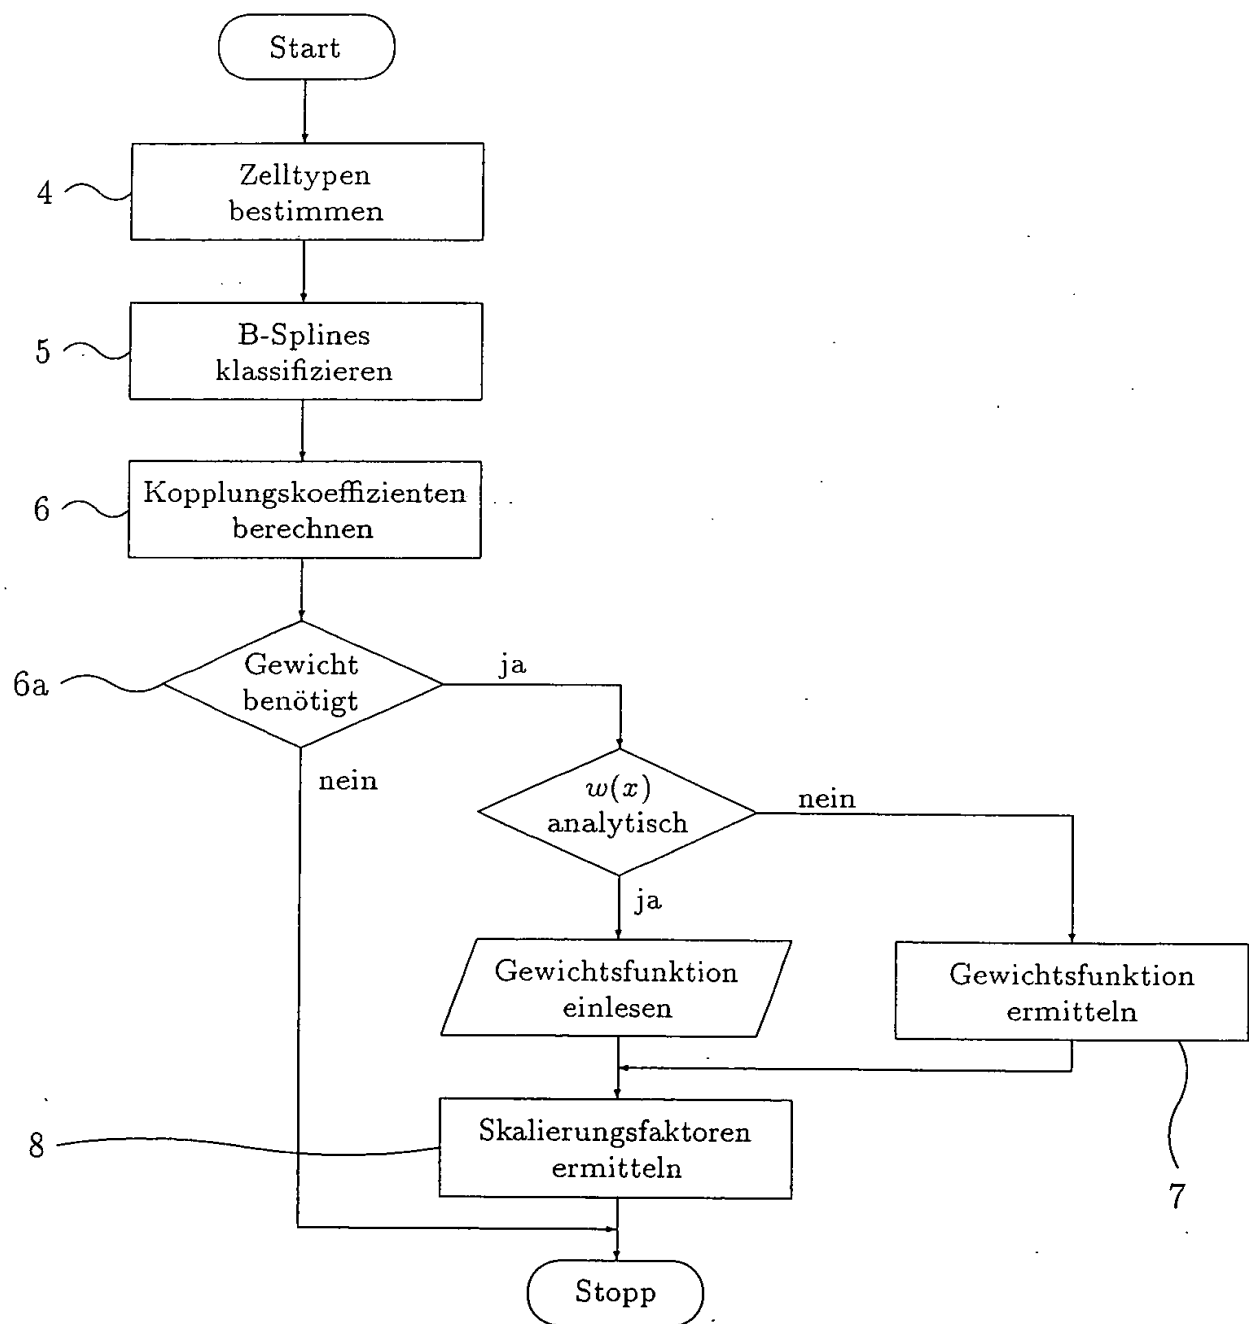 Start
4
Zelltypen
bestimmen
5
B-Splines
klassifizieren
6
Kopplungskoeffizienten
berechnen
6a
Gewicht
benötigt
ja
nein
w(x)
analytisch
nein
ja
Gewichtsfunktion
einlesen
Gewichtsfunktion
ermitteln
8
Skalierungsfaktoren
ermitteln
7
Stopp